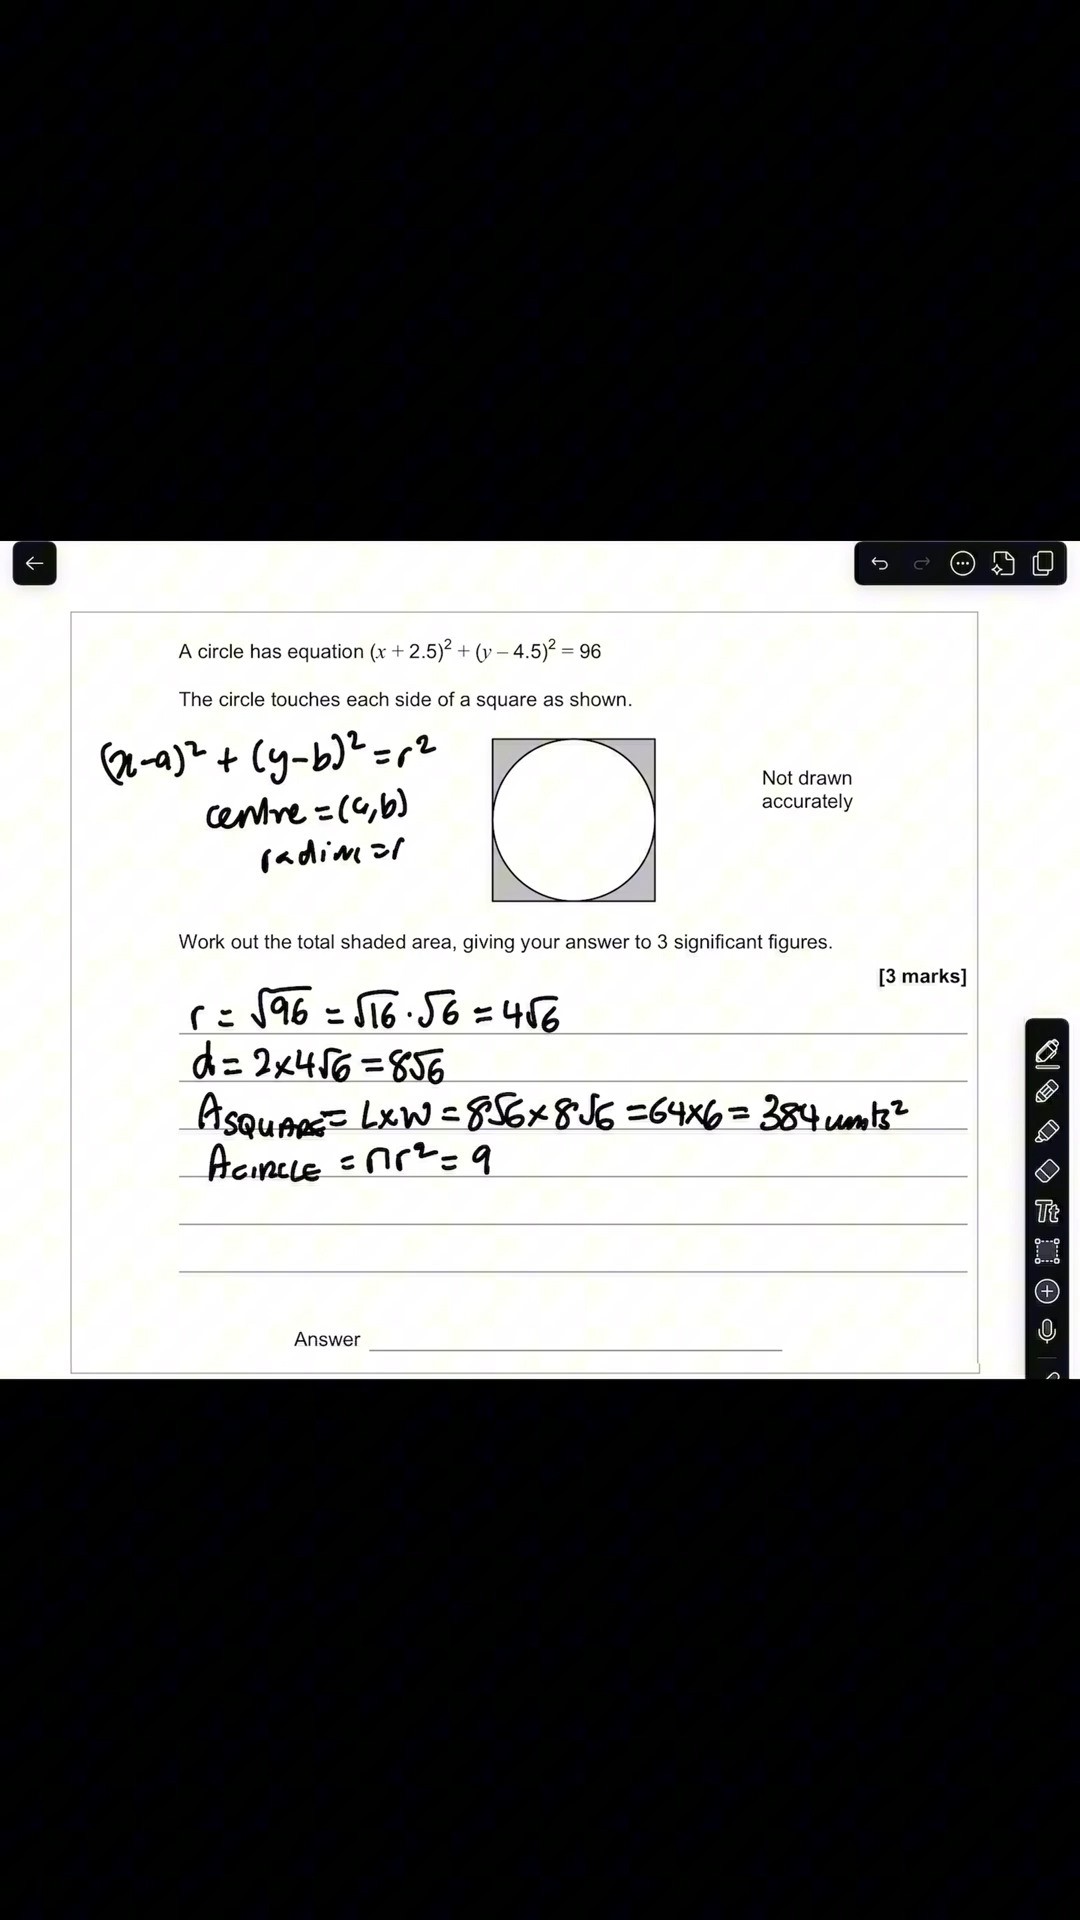 A circle has equation (x + 2.5)² + (y – 4.5)² = 96
The circle touches each side of a square as shown.
(x-a)² + (y-b)² = r²
centre = (a,b)
radius = r
Not drawn
accurately
Work out the total shaded area, giving your answer to 3 significant figures.
[3 marks]
r = √96 = √16 · √6 = 4√6
d = 2×4√6 = 8√6
A SQUARE = L×W = 8√6 × 8√6 = 64×6 = 384 units²
A CIRCLE = πr² = 9
Answer
Tt